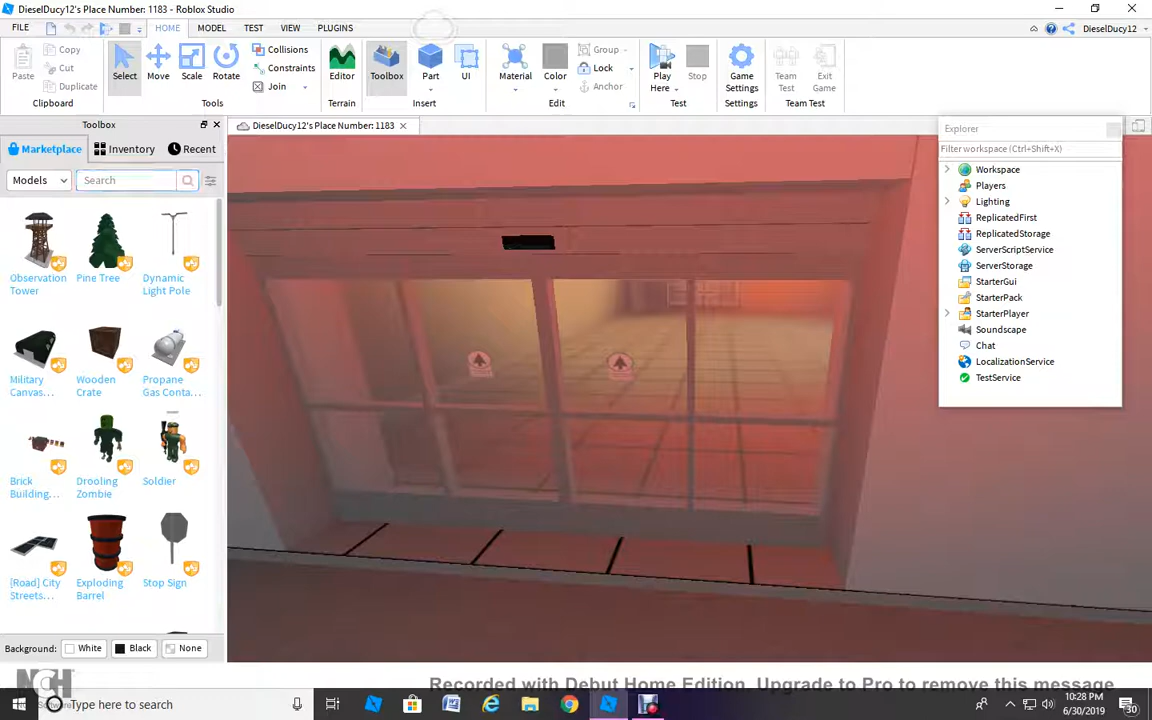 DieselDucy12's Place Number: 1183 - Roblox Studio
FILE HOME MODEL TEST VIEW PLUGINS DieselDucy12
Paste Copy Cut Duplicate Select Move Scale Rotate Collisions Constraints Join Editor Toolbox Part UI Material Color Group Lock Anchor Play Here Stop Game Settings Team Test Exit Game
Clipboard Tools Terrain Insert Edit Test Settings Team Test
Toolbox
DieselDucy12's Place Number: 1183
Marketplace Inventory Recent
Models Search
Observation Tower
Pine Tree
Dynamic Light Pole
Military Canvas...
Wooden Crate
Propane Gas Conta...
Brick Building...
Drooling Zombie
Soldier
[Road] City Streets...
Exploding Barrel
Stop Sign
Background: White Black None
Explorer
Filter workspace (Ctrl+Shift+X)
Workspace
Players
Lighting
ReplicatedFirst
ReplicatedStorage
ServerScriptService
ServerStorage
StarterGui
StarterPack
StarterPlayer
Soundscape
Chat
LocalizationService
TestService
NCH
Recorded with Debut Home Edition. Upgrade to Pro to remove this message
Type here to search
10:28 PM
6/30/2019
30